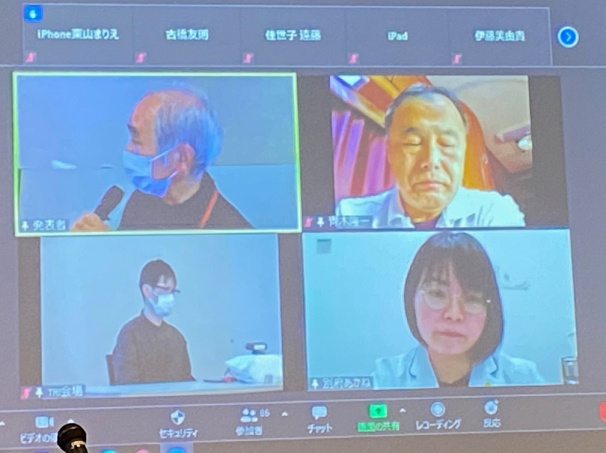 iPhone栗山まりえ
古橋友則
佳世子 遠藤
iPad
伊藤美由貴
発表者
青木
TKP会場
別府あかね
ビデオの
セキュリティ
参加者
86
チャット
画面の共有
レコーディング
反応